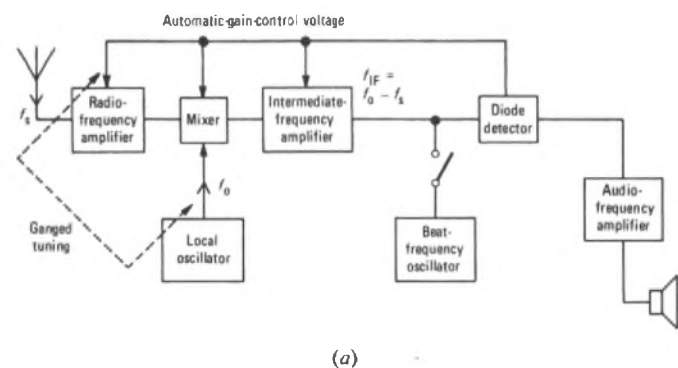 Automatic-gain-control voltage
f_s
Radio-
frequency
amplifier
Mixer
Intermediate-
frequency
amplifier
f_IF =
f_o − f_s
Diode
detector
f_o
Ganged
tuning
Local
oscillator
Beat-
frequency
oscillator
Audio-
frequency
amplifier
(a)